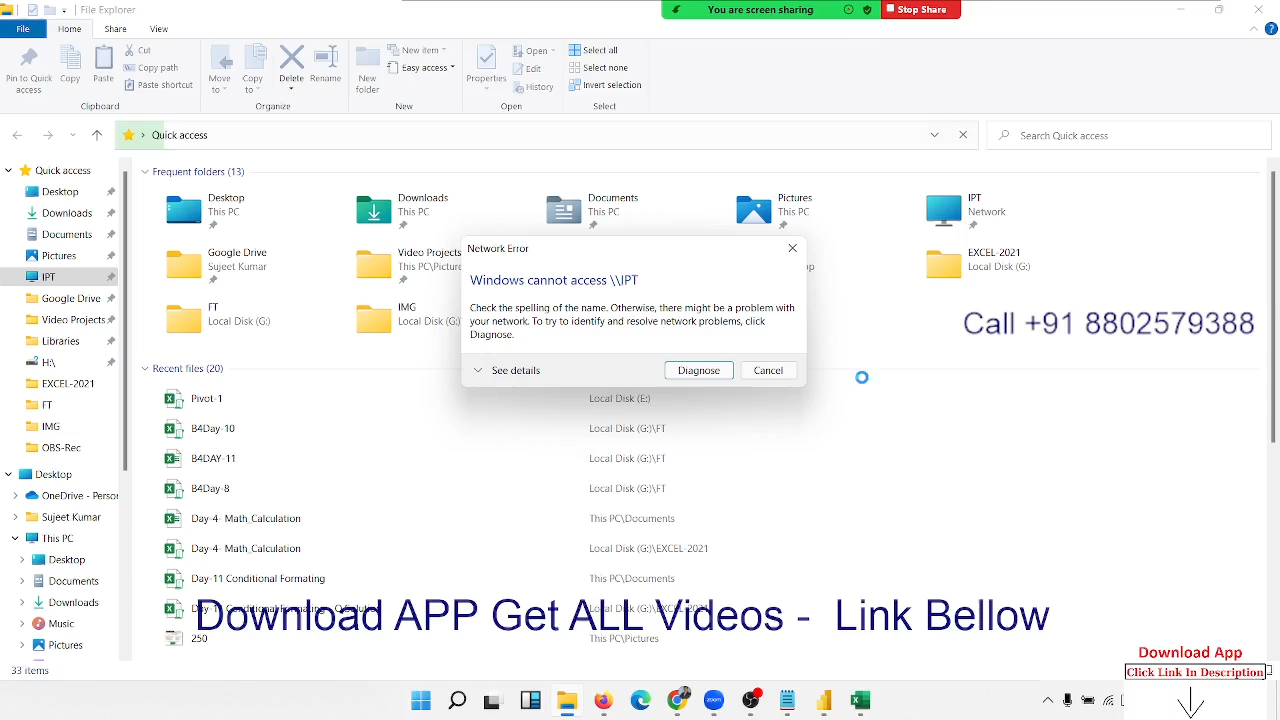 File Explorer
You are screen sharing
Stop Share
File
Home
Share
View
Pin to Quick access
Copy
Paste
Cut
Copy path
Paste shortcut
Move to
Copy to
Delete
Rename
New folder
New item
Easy access
Properties
Open
Edit
History
Select all
Select none
Invert selection
Clipboard
Organize
New
Open
Select
Quick access
Search Quick access
Quick access
Desktop
Downloads
Documents
Pictures
IPT
Google Drive
Video Projects
Libraries
H:\
EXCEL-2021
FT
IMG
OBS-Rec
Desktop
OneDrive - Person
Sujeet Kumar
This PC
Desktop
Documents
Downloads
Music
Pictures
33 items
Frequent folders (13)
Desktop
This PC
Downloads
This PC
Documents
This PC
Pictures
This PC
IPT
Network
Google Drive
Sujeet Kumar
Video Projects
This PC\Pictures
EXCEL-2021
Local Disk (G:)
FT
Local Disk (G:)
IMG
Local Disk (G:)
Network Error
Windows cannot access \\IPT
Check the spelling of the name. Otherwise, there might be a problem with
your network. To try to identify and resolve network problems, click
Diagnose.
See details
Diagnose
Cancel
Call +91 8802579388
Recent files (20)
Pivot-1
Local Disk (E:)
B4Day-10
Local Disk (G:)\FT
B4DAY-11
Local Disk (G:)\FT
B4Day-8
Local Disk (G:)\FT
Day-4- Math_Calculation
This PC\Documents
Day-4- Math_Calculation
Local Disk (G:)\EXCEL-2021
Day-11 Conditional Formating
This PC\Documents
Download APP Get ALL Videos - Link Bellow
250
This PC\Pictures
Download App
Click Link In Description
zoom